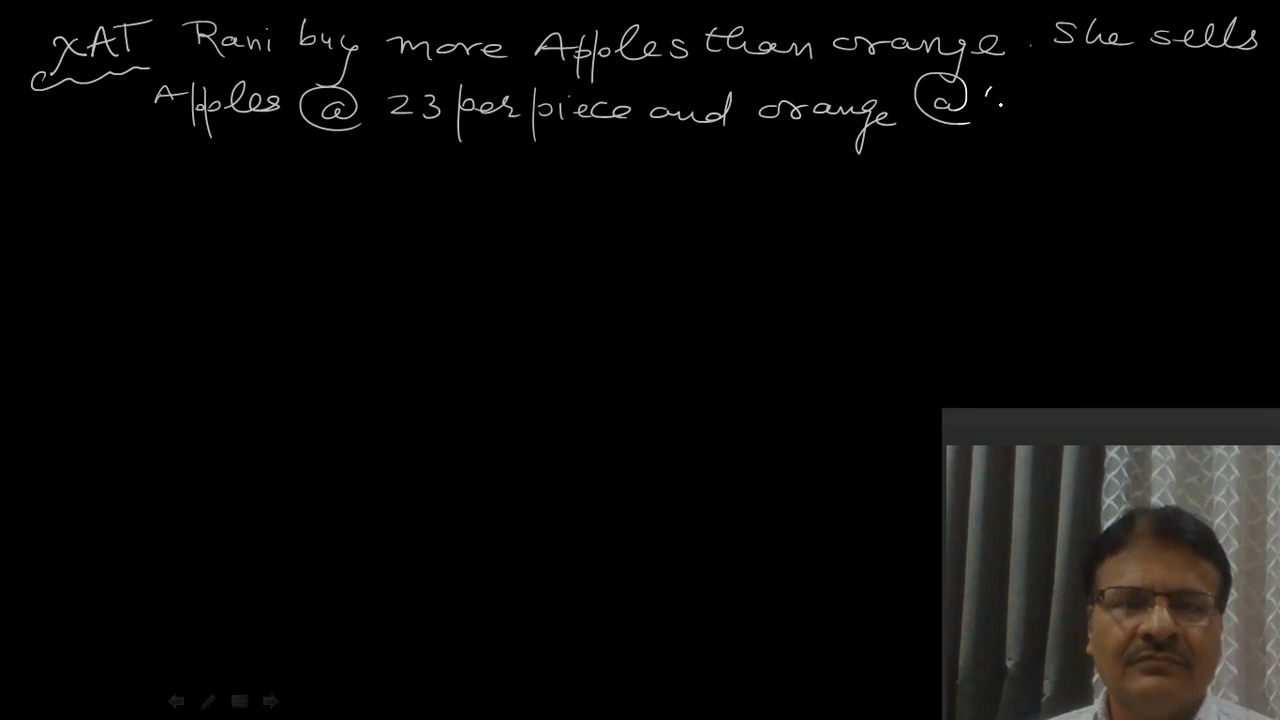 XAT Rani buy more Apples than orange. She sells
Apples @ 23 per piece and orange @